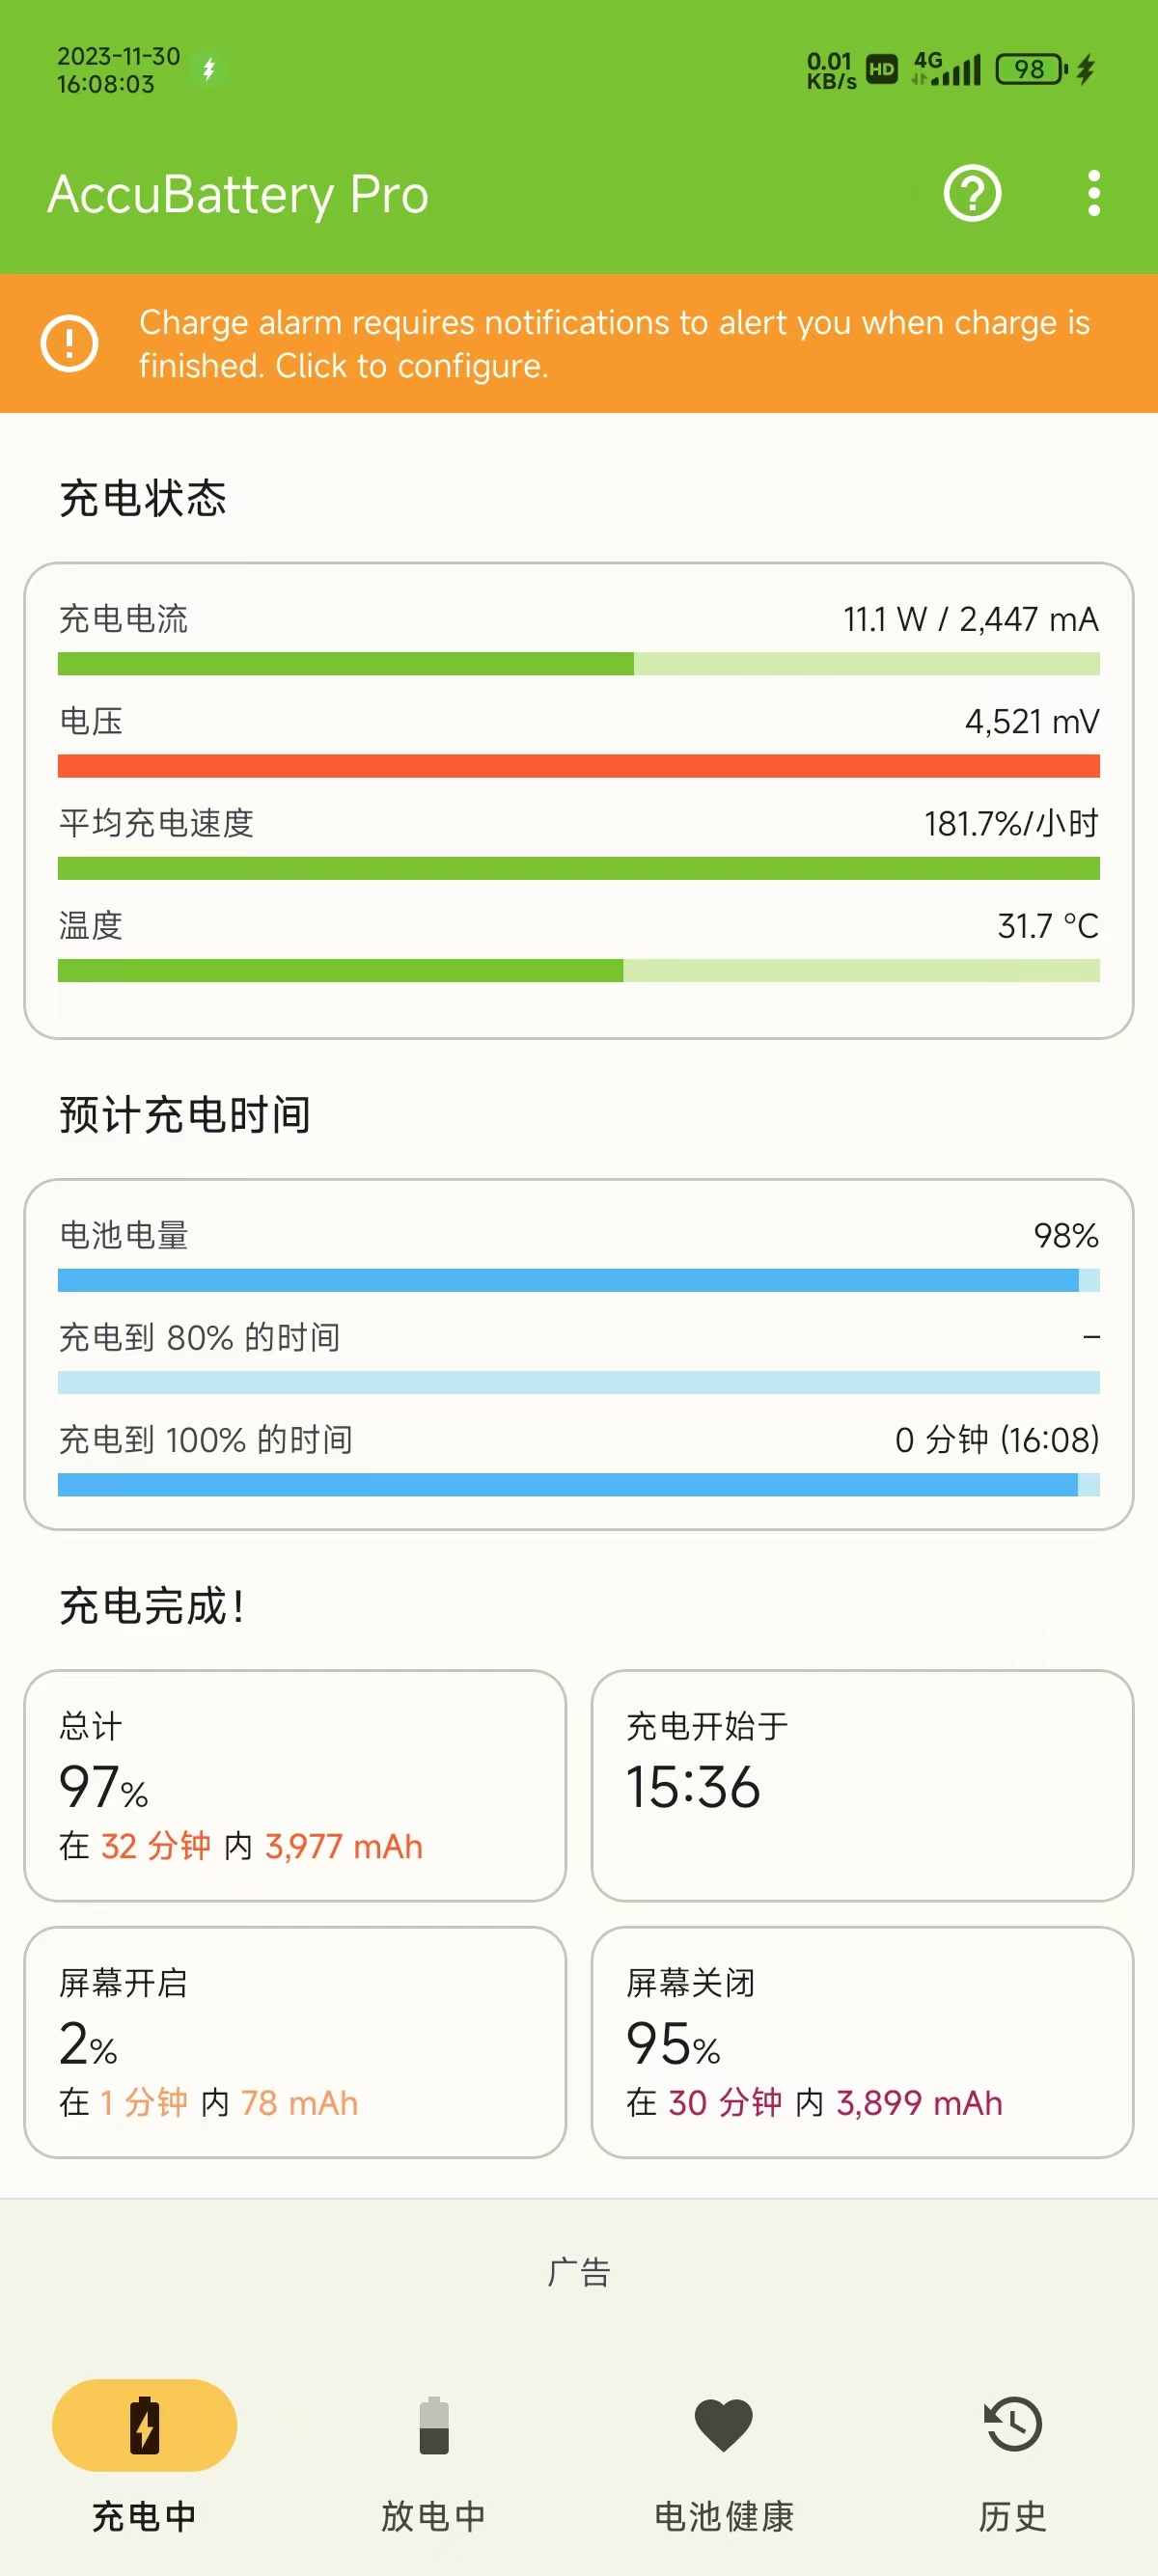 2023-11-30
16:08:03
0.01
KB/s
HD
4G
98
AccuBattery Pro
Charge alarm requires notifications to alert you when charge is
finished. Click to configure.
充电状态
充电电流 11.1 W / 2,447 mA
电压 4,521 mV
平均充电速度 181.7%/小时
温度 31.7 °C
预计充电时间
电池电量 98%
充电到 80% 的时间 –
充电到 100% 的时间 0 分钟 (16:08)
充电完成!
总计
97%
在 32 分钟 内 3,977 mAh
充电开始于
15:36
屏幕开启
2%
在 1 分钟 内 78 mAh
屏幕关闭
95%
在 30 分钟 内 3,899 mAh
广告
充电中
放电中
电池健康
历史